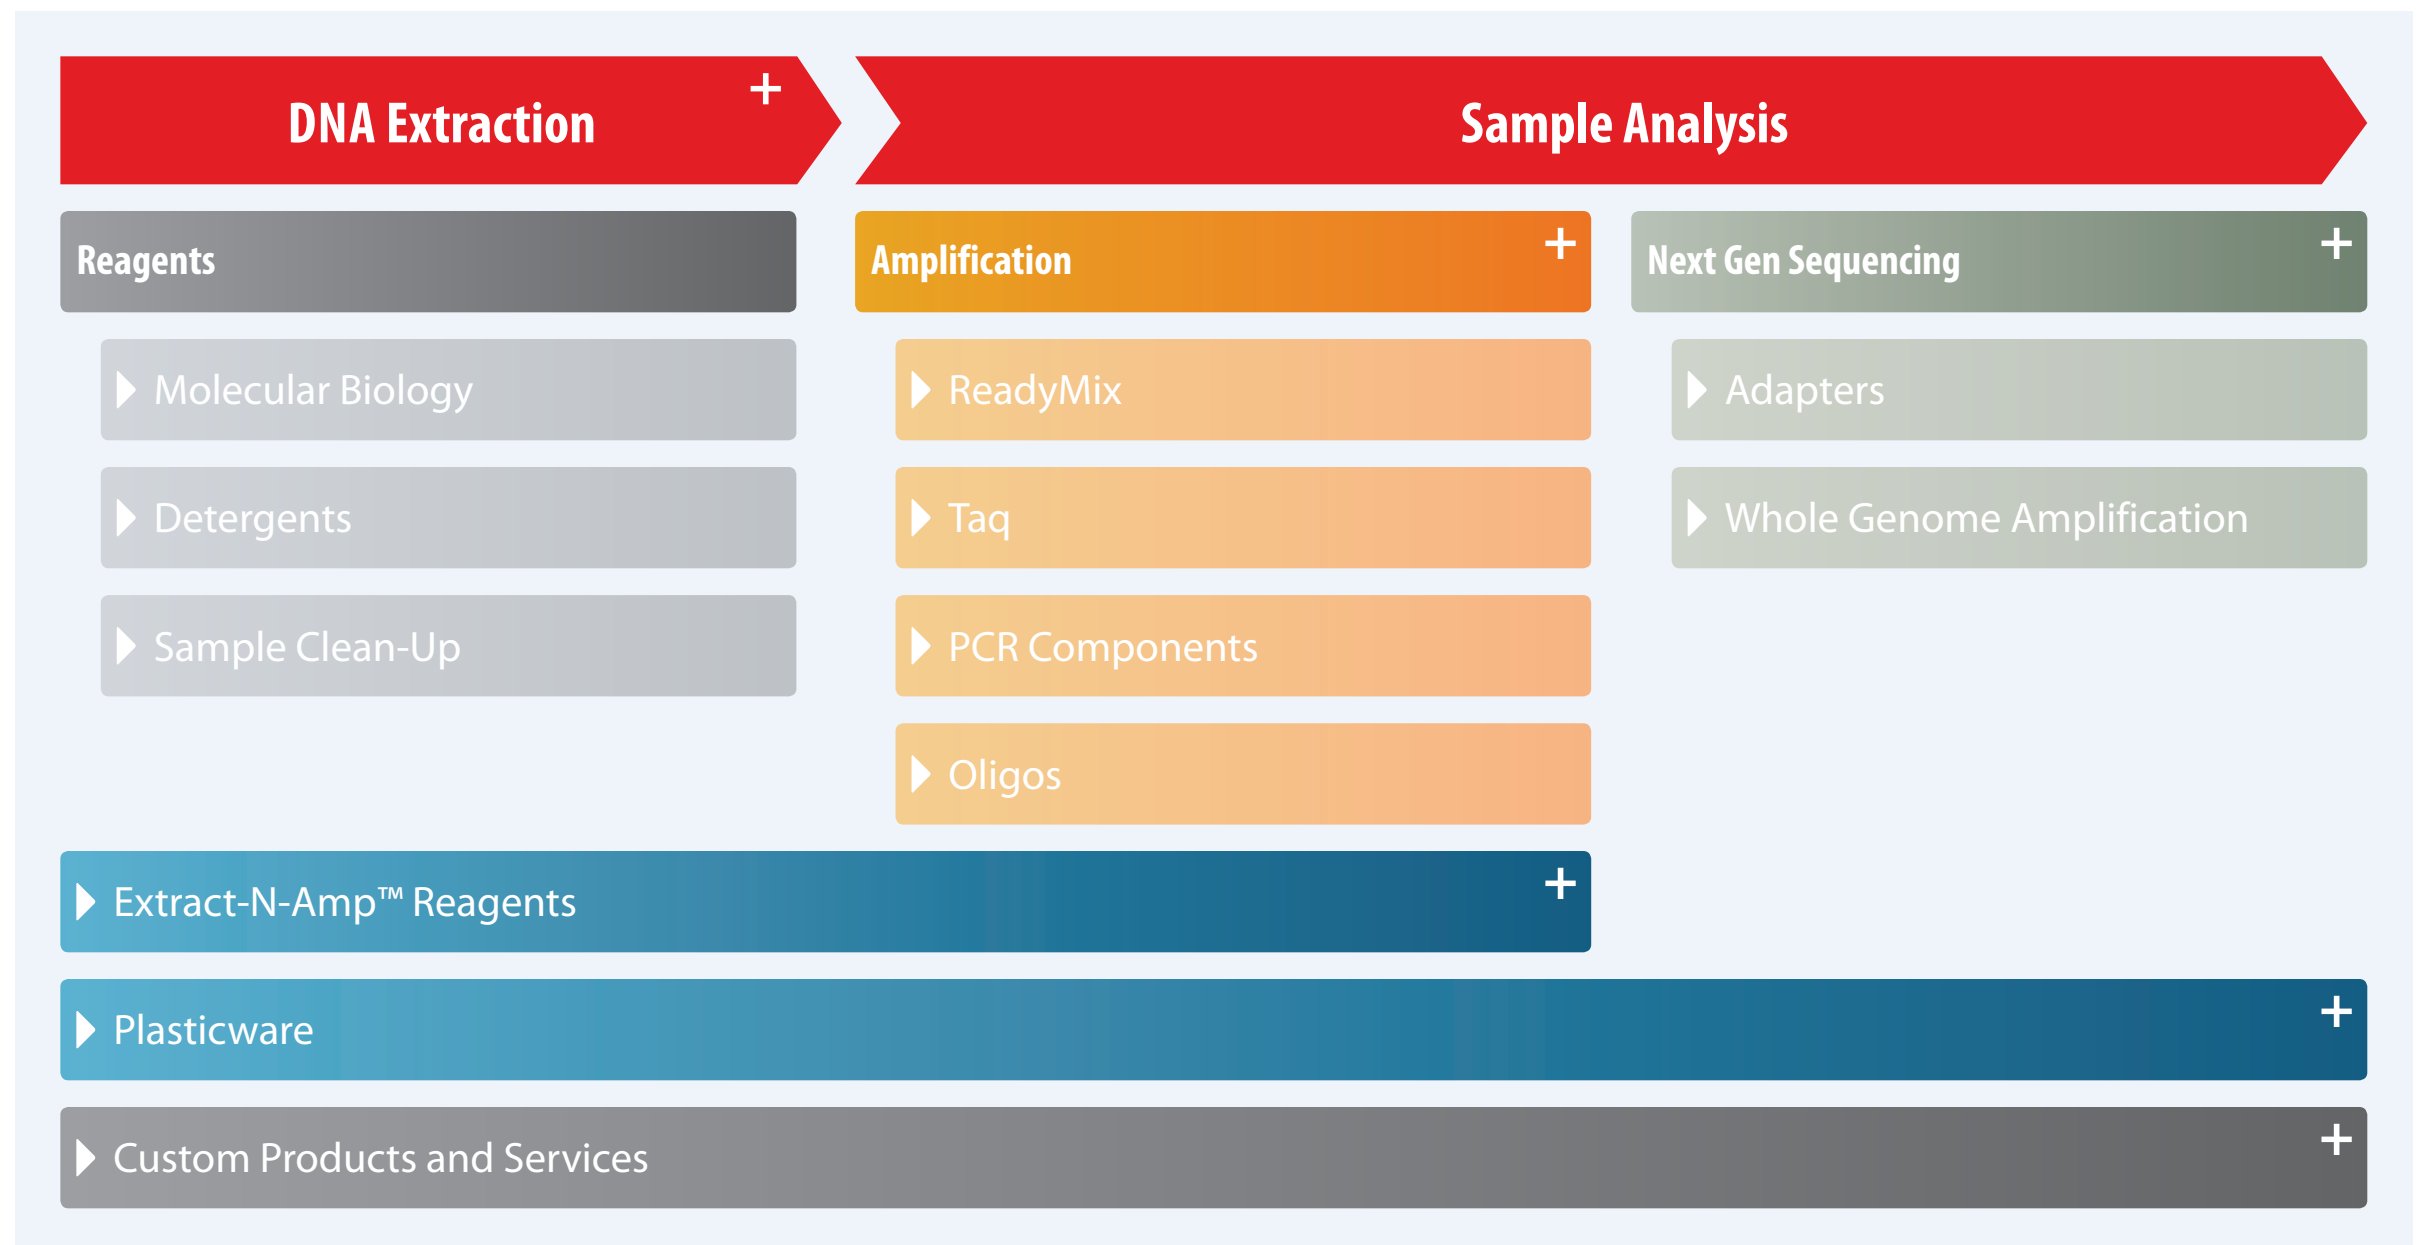 DNA Extraction +
Sample Analysis
Reagents
Molecular Biology
Detergents
Sample Clean-Up
Amplification +
ReadyMix
Taq
PCR Components
Oligos
Next Gen Sequencing +
Adapters
Whole Genome Amplification
Extract-N-Amp™ Reagents +
Plasticware +
Custom Products and Services +